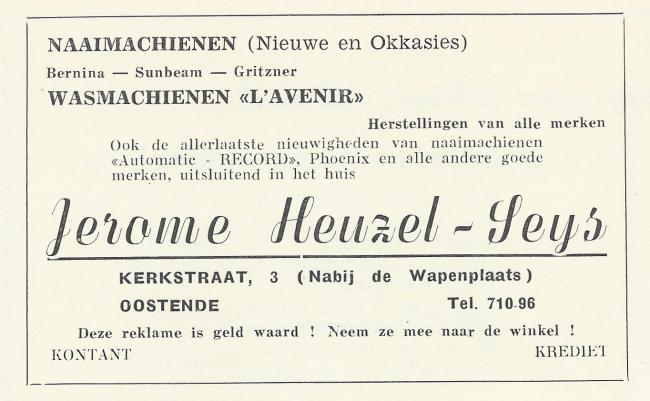 NAAIMACHIENEN (Nieuwe en Okkasies)
Bernina — Sunbeam — Gritzner
WASMACHIENEN «L'AVENIR»
Herstellingen van alle merken
Ook de allerlaatste nieuwigheden van naaimachienen
«Automatic - RECORD», Phoenix en alle andere goede
merken, uitsluitend in het huis
Jerome Heuzel - Seys
KERKSTRAAT, 3 (Nabij de Wapenplaats)
OOSTENDE Tel. 710-96
Deze reklame is geld waard ! Neem ze mee naar de winkel !
KONTANT KREDIET